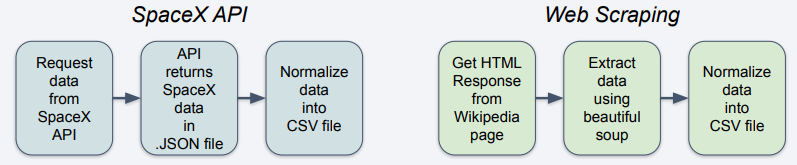 SpaceX API
Request
data
from
SpaceX
API
API
returns
SpaceX
data
in
.JSON file
Normalize
data
into
CSV file
Web Scraping
Get HTML
Response
from
Wikipedia
page
Extract
data
using
beautiful
soup
Normalize
data
into
CSV file